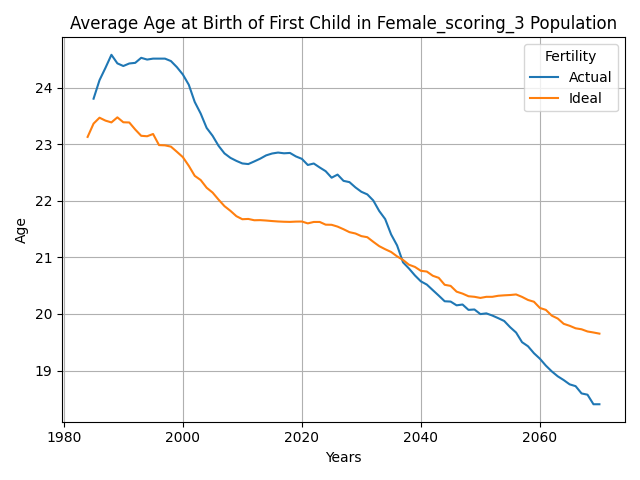 Average Age at Birth of First Child in Female_scoring_3 Population
Fertility
Actual
Ideal
Age
24
23
22
21
20
19
1980
2000
2020
2040
2060
Years